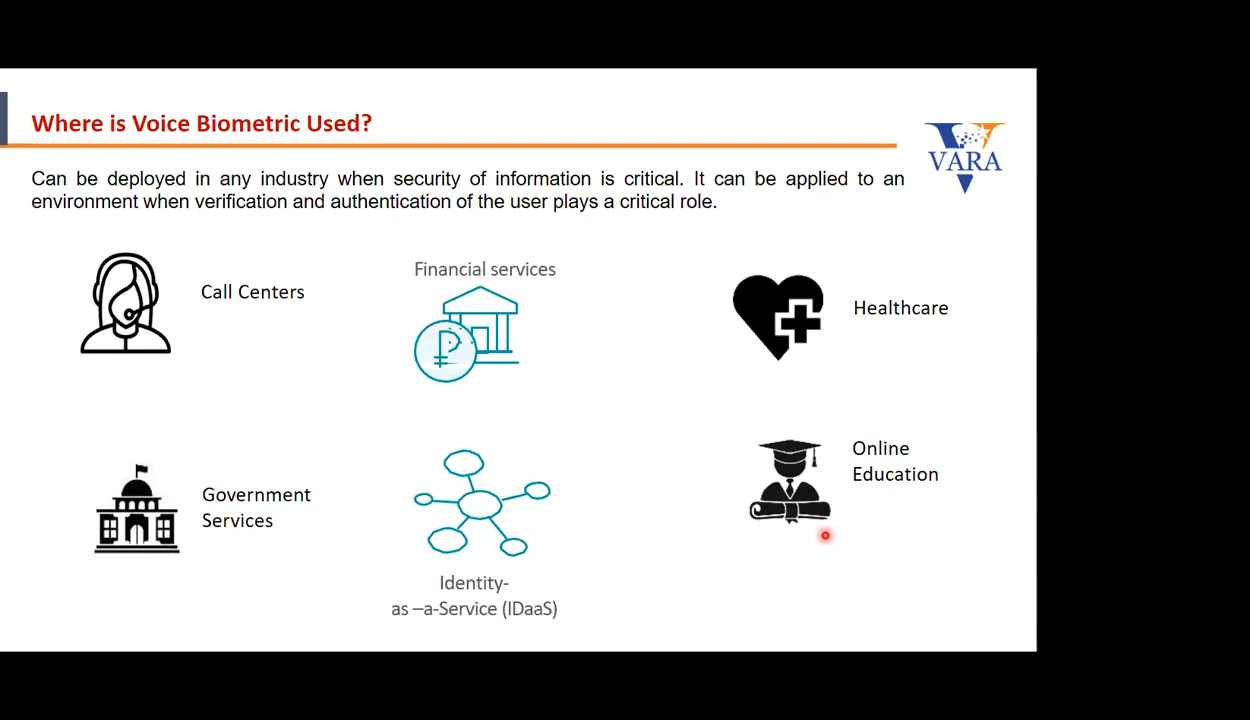 Where is Voice Biometric Used?
VARA
Can be deployed in any industry when security of information is critical. It can be applied to an
environment when verification and authentication of the user plays a critical role.
Call Centers
Financial services
₽
Healthcare
Government
Services
Identity-
as –a-Service (IDaaS)
Online
Education